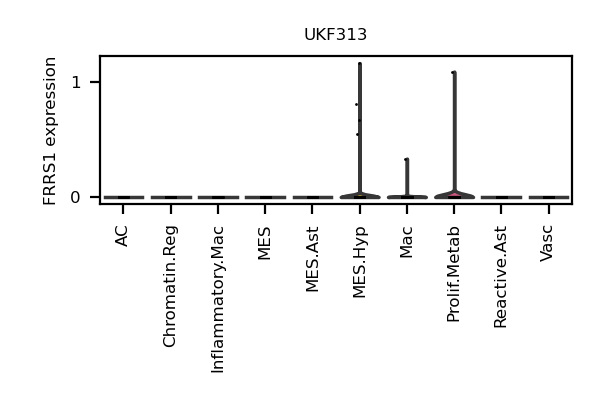 UKF313
FRRS1 expression
1
0
AC
Chromatin.Reg
Inflammatory.Mac
MES
MES.Ast
MES.Hyp
Mac
Prolif.Metab
Reactive.Ast
Vasc